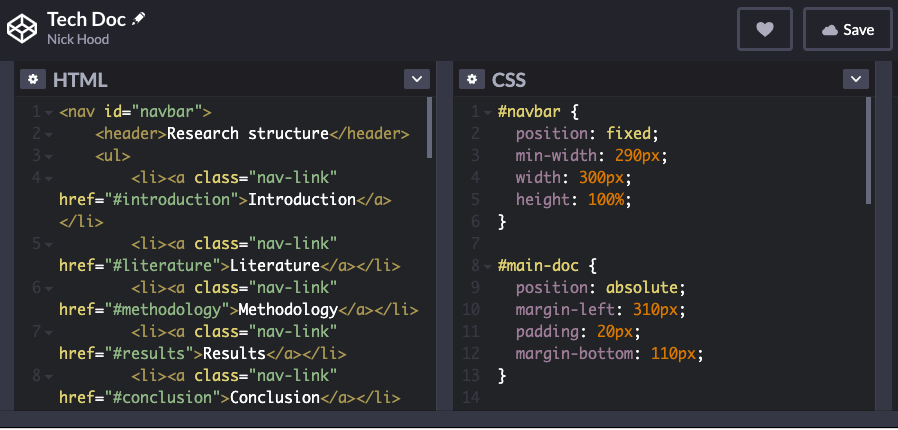 Tech Doc
Nick Hood
Save
HTML
1 <nav id="navbar">
2 <header>Research structure</header>
3 <ul>
4 <li><a class="nav-link"
href="#introduction">Introduction</a>
</li>
5 <li><a class="nav-link"
href="#literature">Literature</a></li>
6 <li><a class="nav-link"
href="#methodology">Methodology</a></li>
7 <li><a class="nav-link"
href="#results">Results</a></li>
8 <li><a class="nav-link"
href="#conclusion">Conclusion</a></li>
CSS
1 #navbar {
2 position: fixed;
3 min-width: 290px;
4 width: 300px;
5 height: 100%;
6 }
7
8 #main-doc {
9 position: absolute;
10 margin-left: 310px;
11 padding: 20px;
12 margin-bottom: 110px;
13 }
14